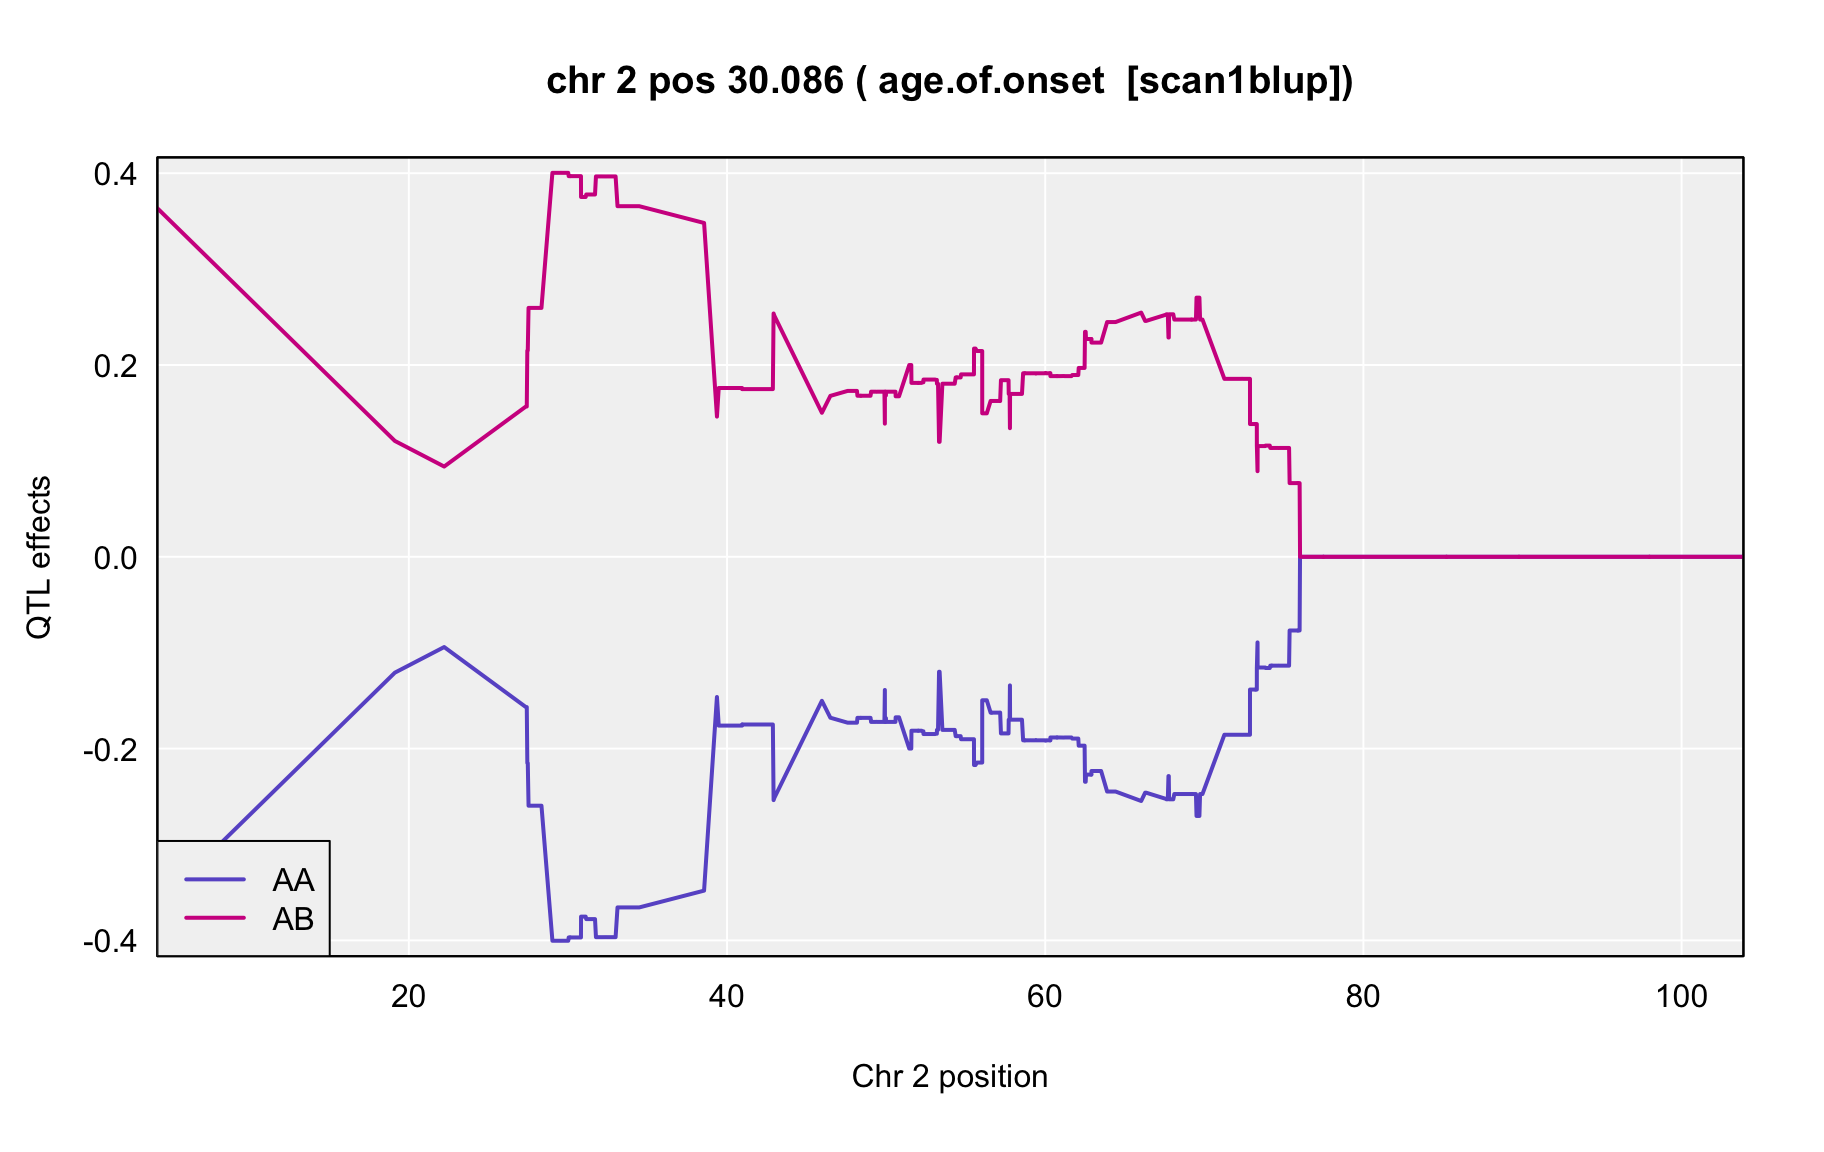 chr 2 pos 30.086 ( age.of.onset  [scan1blup])
0.4
0.2
0.0
-0.2
-0.4
QTL effects
AA
AB
20 40 60 80 100
Chr 2 position